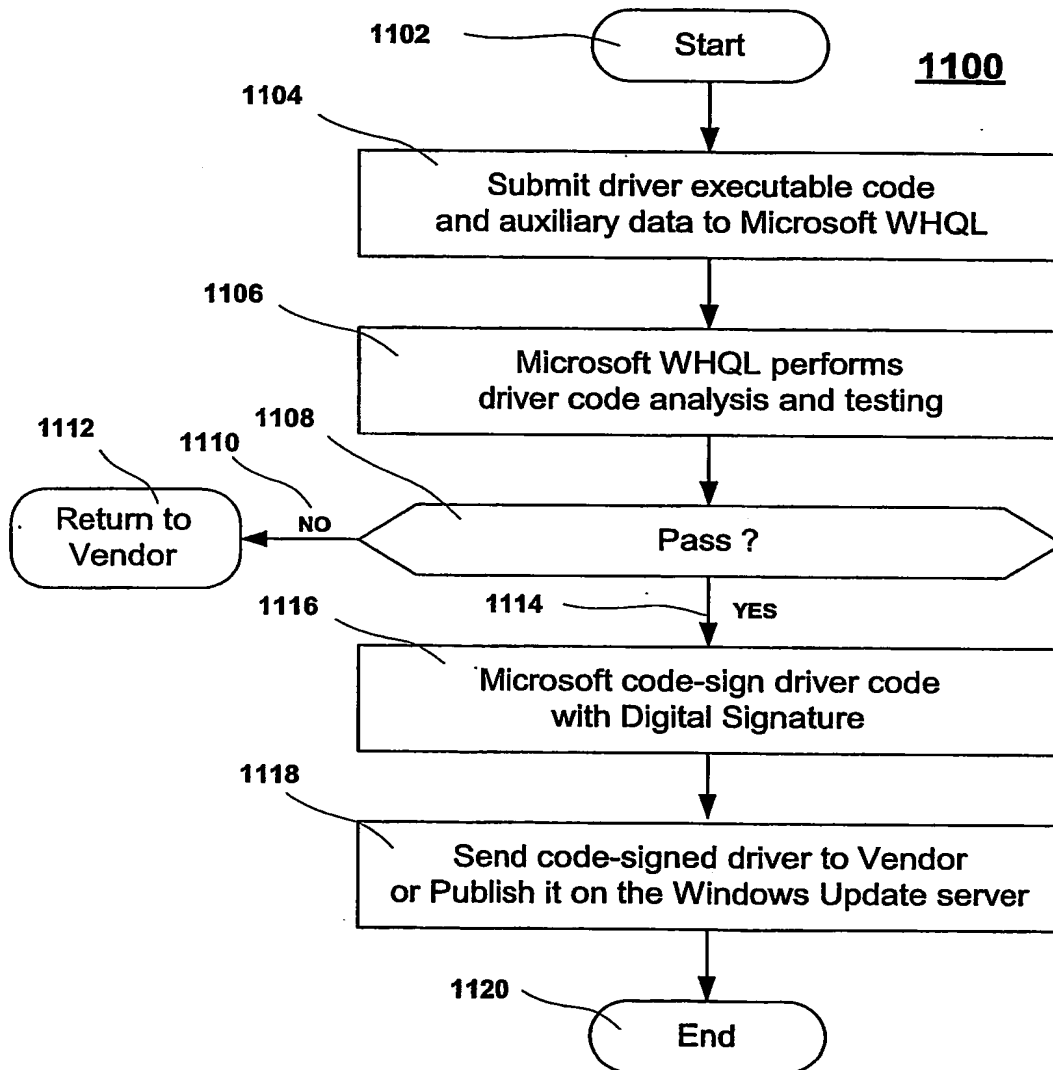 1102
Start
1100
1104
Submit driver executable code
and auxiliary data to Microsoft WHQL
1106
Microsoft WHQL performs
driver code analysis and testing
1108
1110
1112
Return to
Vendor
NO
Pass ?
1114
YES
1116
Microsoft code-sign driver code
with Digital Signature
1118
Send code-signed driver to Vendor
or Publish it on the Windows Update server
1120
End